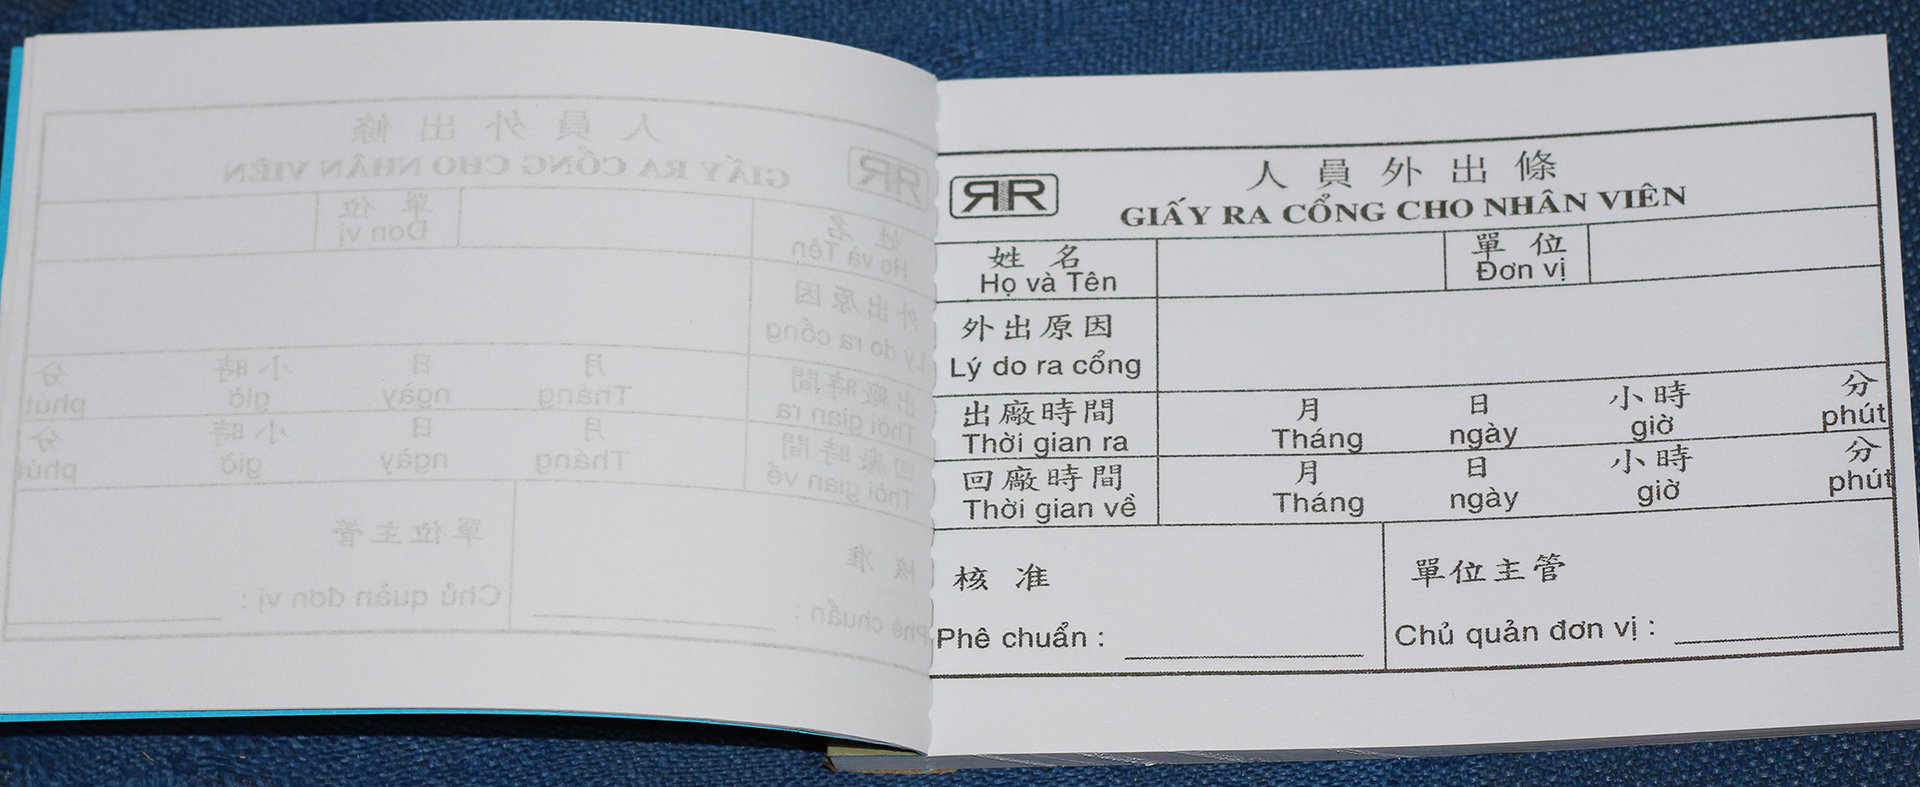 人員外出條
RR
GIẤY RA CỔNG CHO NHÂN VIÊN
姓名
單位
Họ và Tên
Đơn vị
外出原因
Lý do ra cổng
出廠時間 月 日 小時 分
Thời gian ra Tháng ngày giờ phút
回廠時間 月 日 小時 分
Thời gian về Tháng ngày giờ phút
核准
單位主管
Phê chuẩn :
Chủ quản đơn vị :